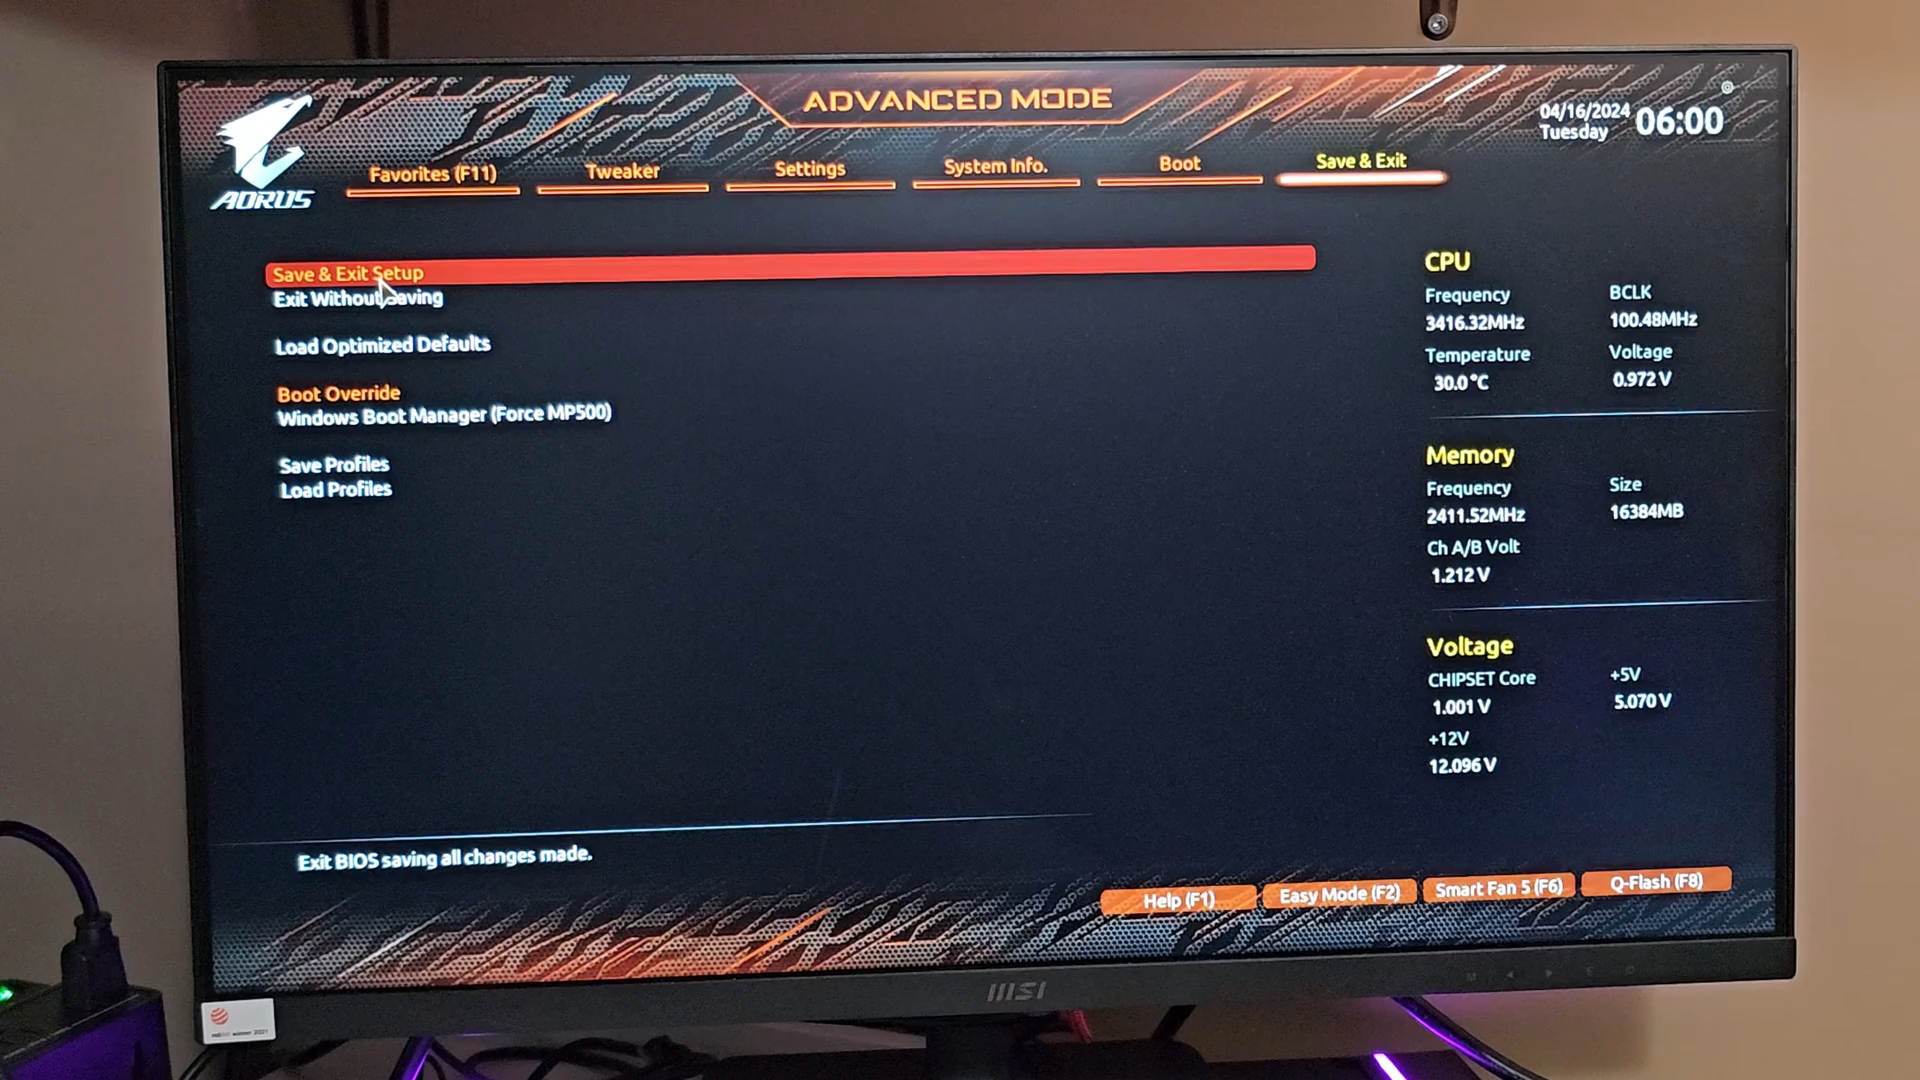 ADVANCED MODE
04/16/2024
Tuesday
06:00
AORUS
Favorites (F11)
Tweaker
Settings
System Info.
Boot
Save & Exit
Save & Exit Setup
Exit Without Saving
Load Optimized Defaults
Boot Override
Windows Boot Manager (Force MP500)
Save Profiles
Load Profiles
CPU
Frequency BCLK
3416.32MHz 100.48MHz
Temperature Voltage
30.0 °C 0.972 V
Memory
Frequency Size
2411.52MHz 16384MB
Ch A/B Volt
1.212 V
Voltage
CHIPSET Core +5V
1.001 V 5.070 V
+12V
12.096 V
Exit BIOS saving all changes made.
Help (F1)
Easy Mode (F2)
Smart Fan 5 (F6)
Q-Flash (F8)
msi
winner 2021